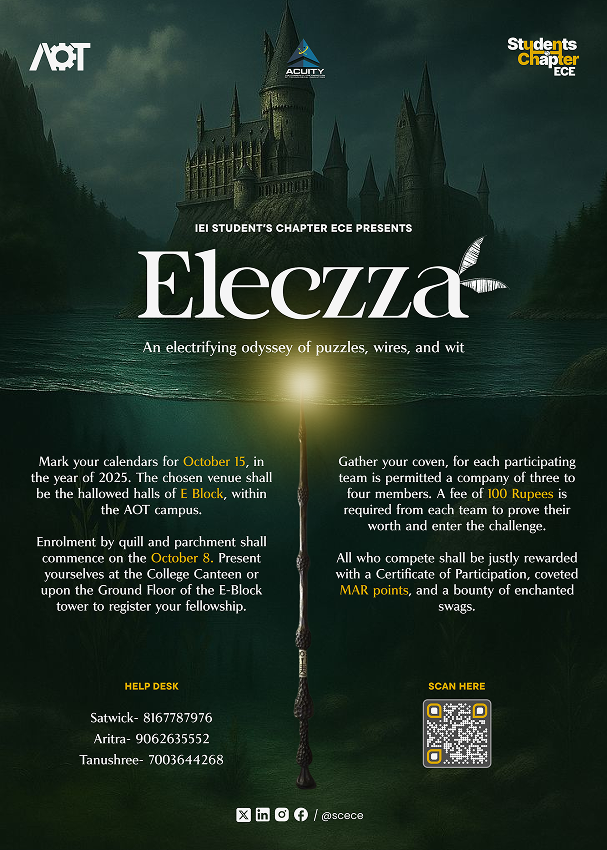 AOT
ACUITY
Students
Chapter
ECE
IEI STUDENT'S CHAPTER ECE PRESENTS
Eleczza
An electrifying odyssey of puzzles, wires, and wit
Mark your calendars for October 15, in
the year of 2025. The chosen venue shall
be the hallowed halls of E Block, within
the AOT campus.
Enrolment by quill and parchment shall
commence on the October 8. Present
yourselves at the College Canteen or
upon the Ground Floor of the E-Block
tower to register your fellowship.
Gather your coven, for each participating
team is permitted a company of three to
four members. A fee of 100 Rupees is
required from each team to prove their
worth and enter the challenge.
All who compete shall be justly rewarded
with a Certificate of Participation, coveted
MAR points, and a bounty of enchanted
swags.
HELP DESK
Satwick- 8167787976
Aritra- 9062635552
Tanushree- 7003644268
SCAN HERE
/ @scece